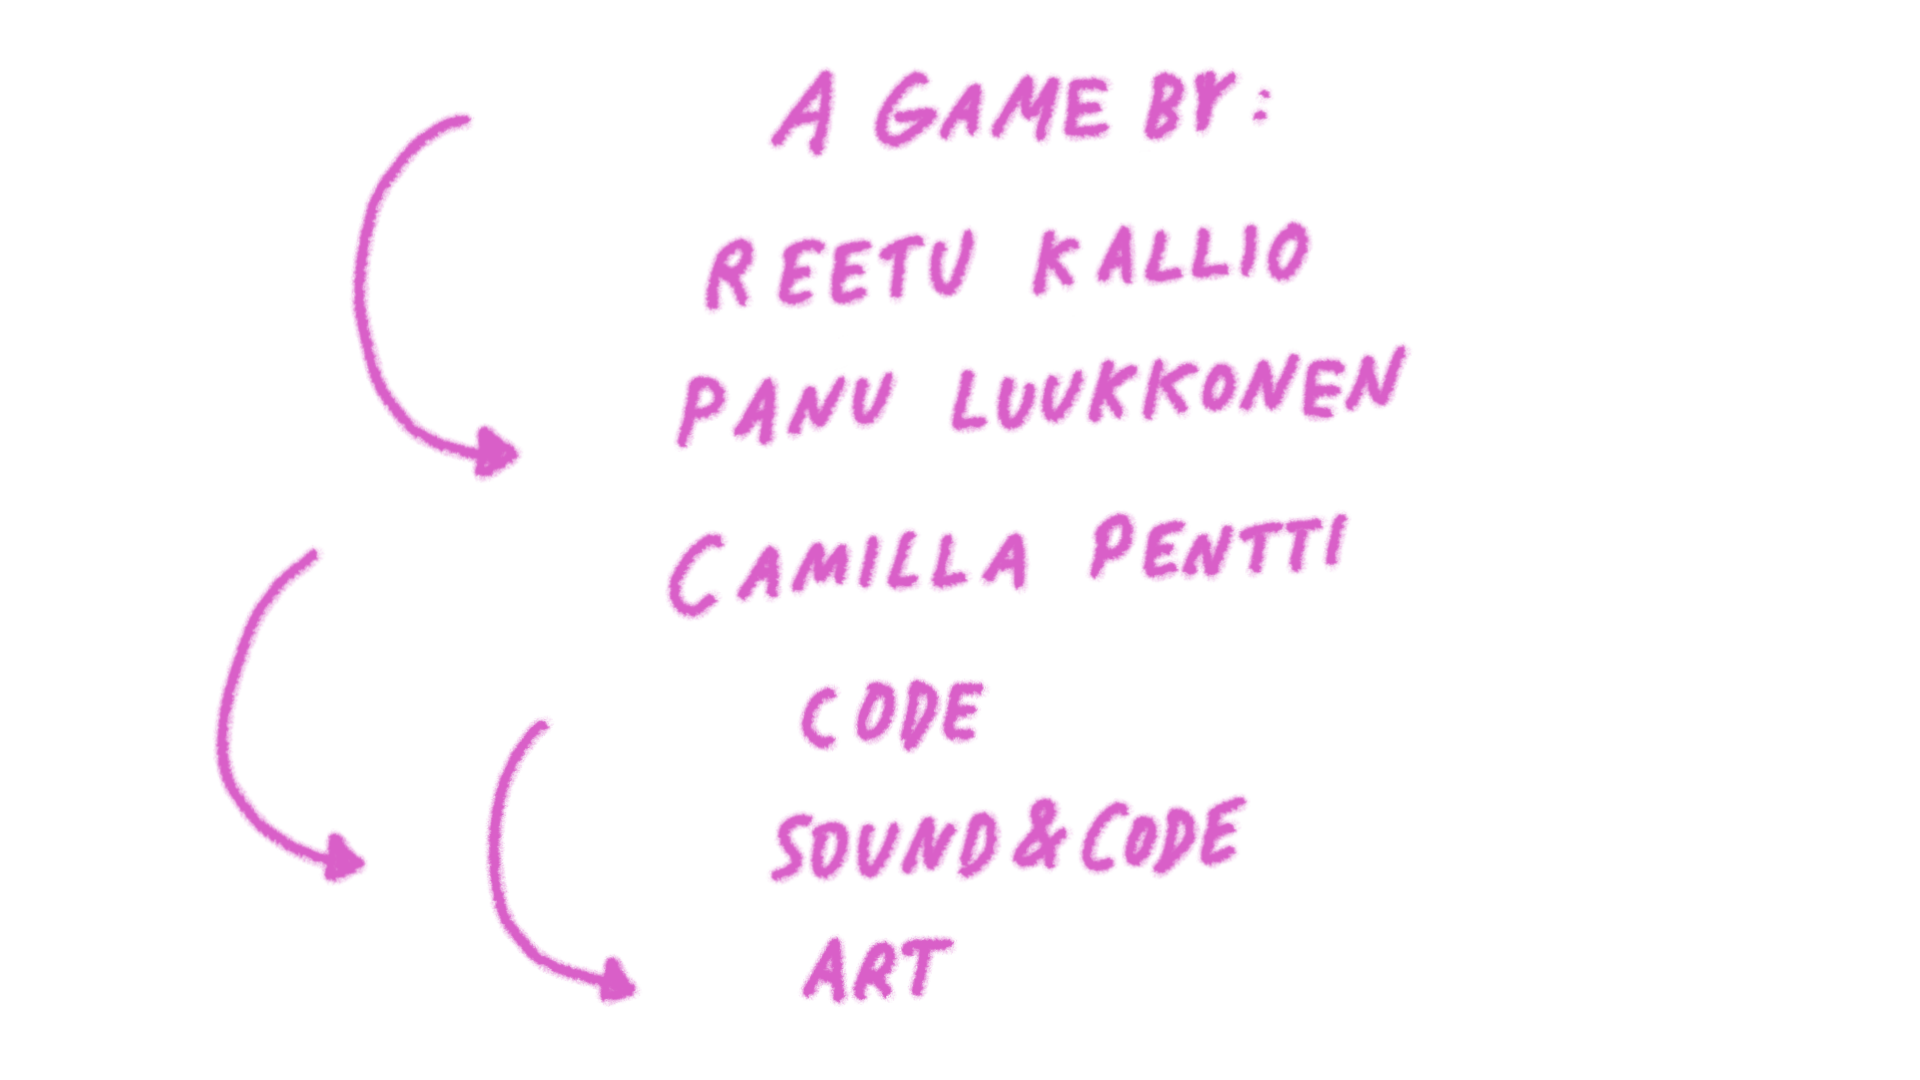 A GAME BY:
REETU KALLIO
PANU LUUKKONEN
CAMILLA PENTTI
CODE
SOUND & CODE
ART